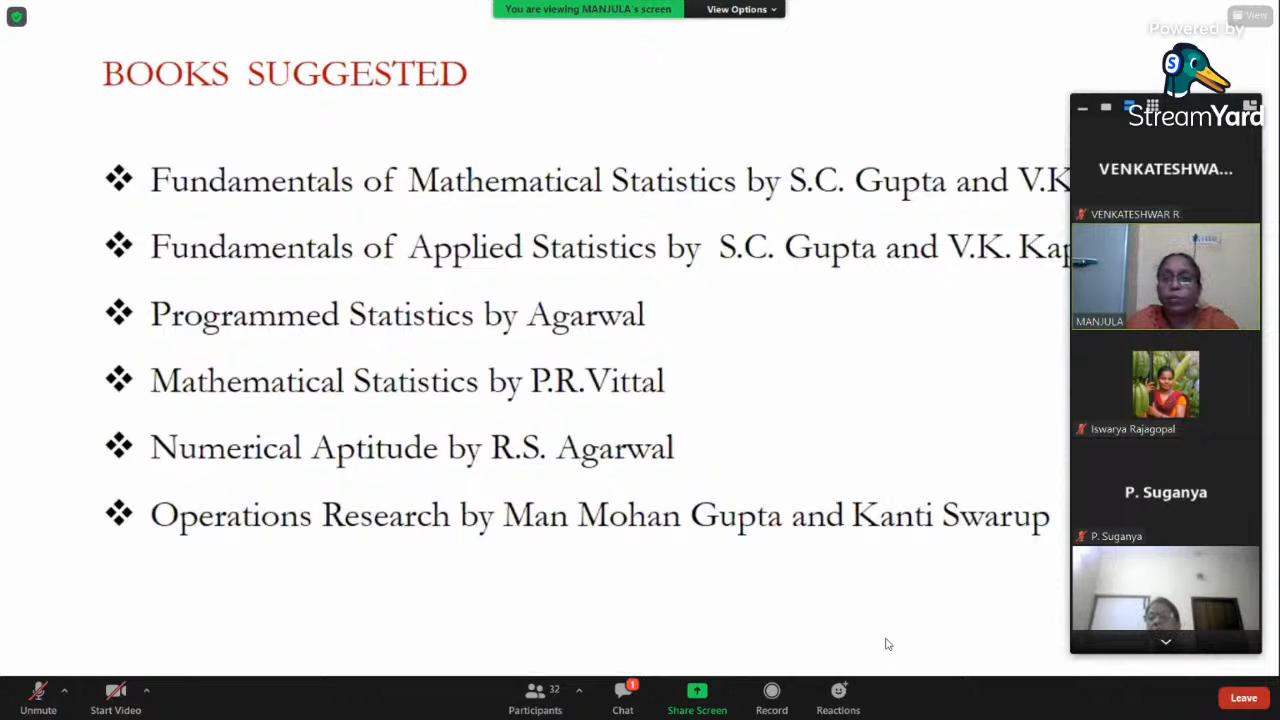 You are viewing MANJULA's screen
View Options
View
Powered by
StreamYard
BOOKS SUGGESTED
Fundamentals of Mathematical Statistics by S.C. Gupta and V.K
Fundamentals of Applied Statistics by S.C. Gupta and V.K. Kap
Programmed Statistics by Agarwal
Mathematical Statistics by P.R.Vittal
Numerical Aptitude by R.S. Agarwal
Operations Research by Man Mohan Gupta and Kanti Swarup
VENKATESHWA...
VENKATESHWAR R
MANJULA
Iswarya Rajagopal
P. Suganya
P. Suganya
Unmute
Start Video
32
Participants
1
Chat
Share Screen
Record
Reactions
Leave